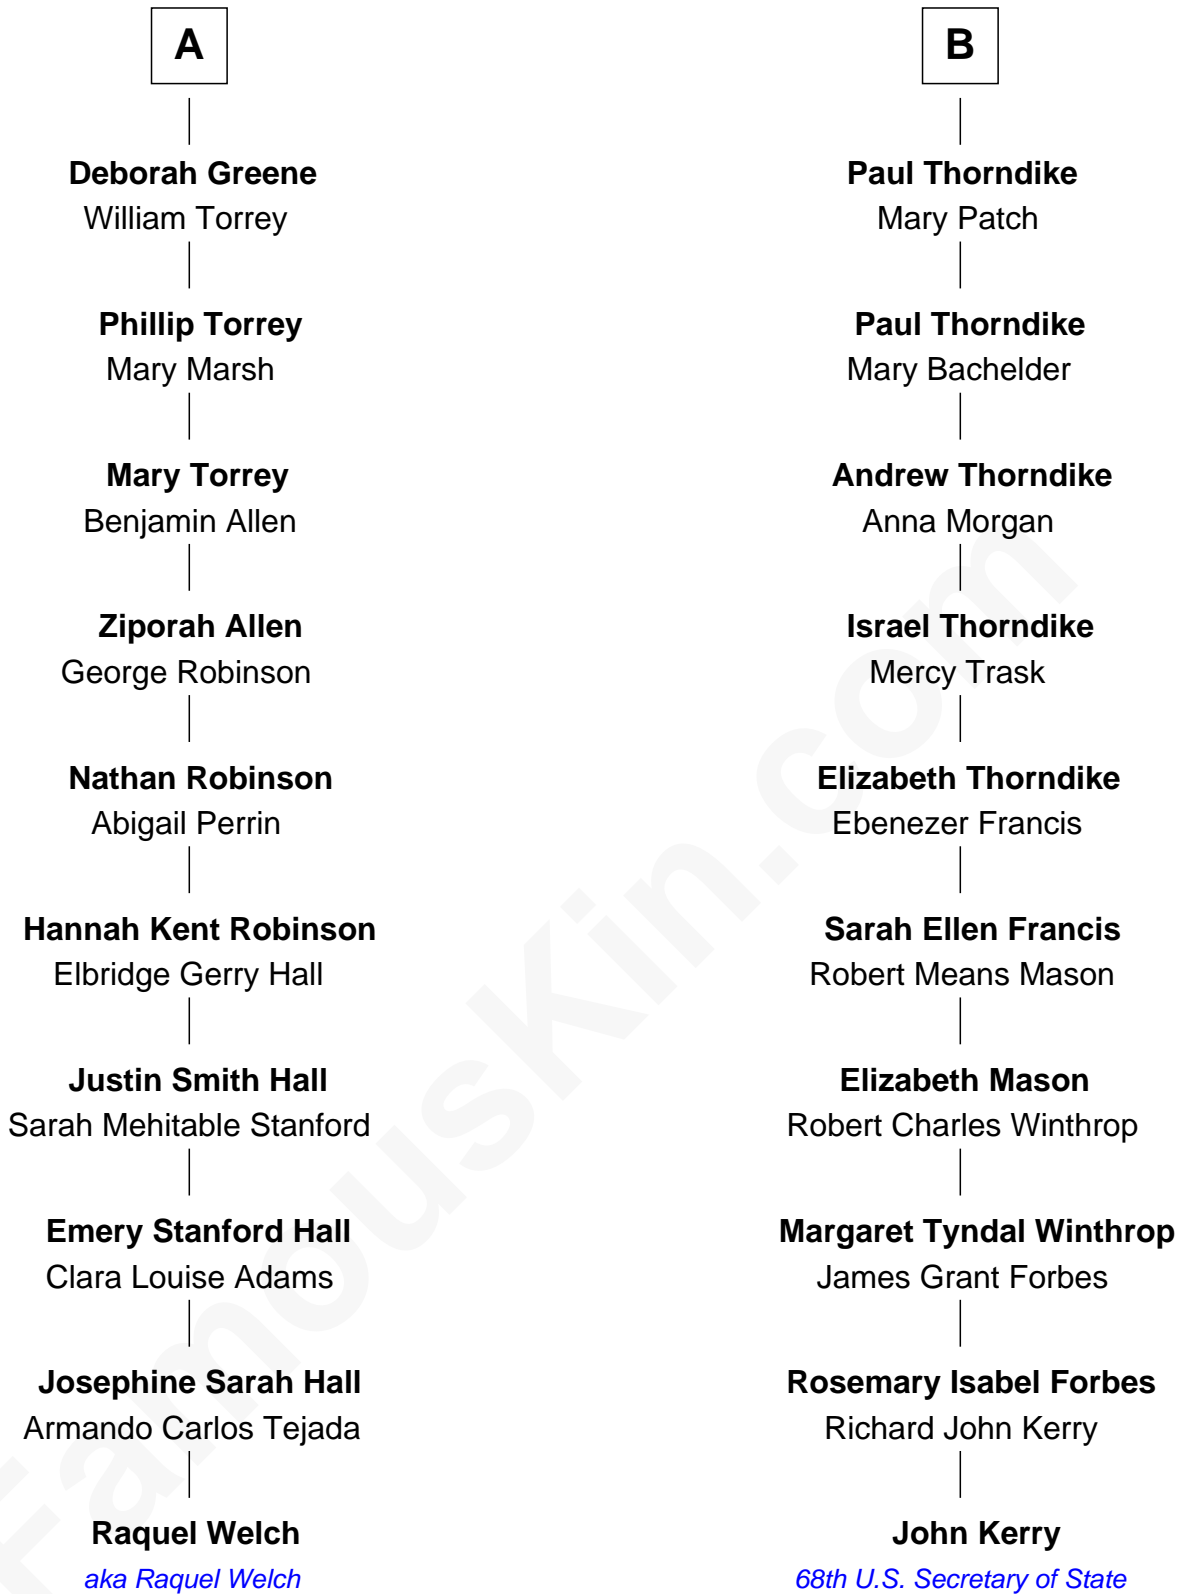 A
Deborah Greene
William Torrey
Phillip Torrey
Mary Marsh
Mary Torrey
Benjamin Allen
Ziporah Allen
George Robinson
Nathan Robinson
Abigail Perrin
Hannah Kent Robinson
Elbridge Gerry Hall
Justin Smith Hall
Sarah Mehitable Stanford
Emery Stanford Hall
Clara Louise Adams
Josephine Sarah Hall
Armando Carlos Tejada
Raquel Welch
aka Raquel Welch
B
Paul Thorndike
Mary Patch
Paul Thorndike
Mary Bachelder
Andrew Thorndike
Anna Morgan
Israel Thorndike
Mercy Trask
Elizabeth Thorndike
Ebenezer Francis
Sarah Ellen Francis
Robert Means Mason
Elizabeth Mason
Robert Charles Winthrop
Margaret Tyndal Winthrop
James Grant Forbes
Rosemary Isabel Forbes
Richard John Kerry
John Kerry
68th U.S. Secretary of State
FamousKin.com